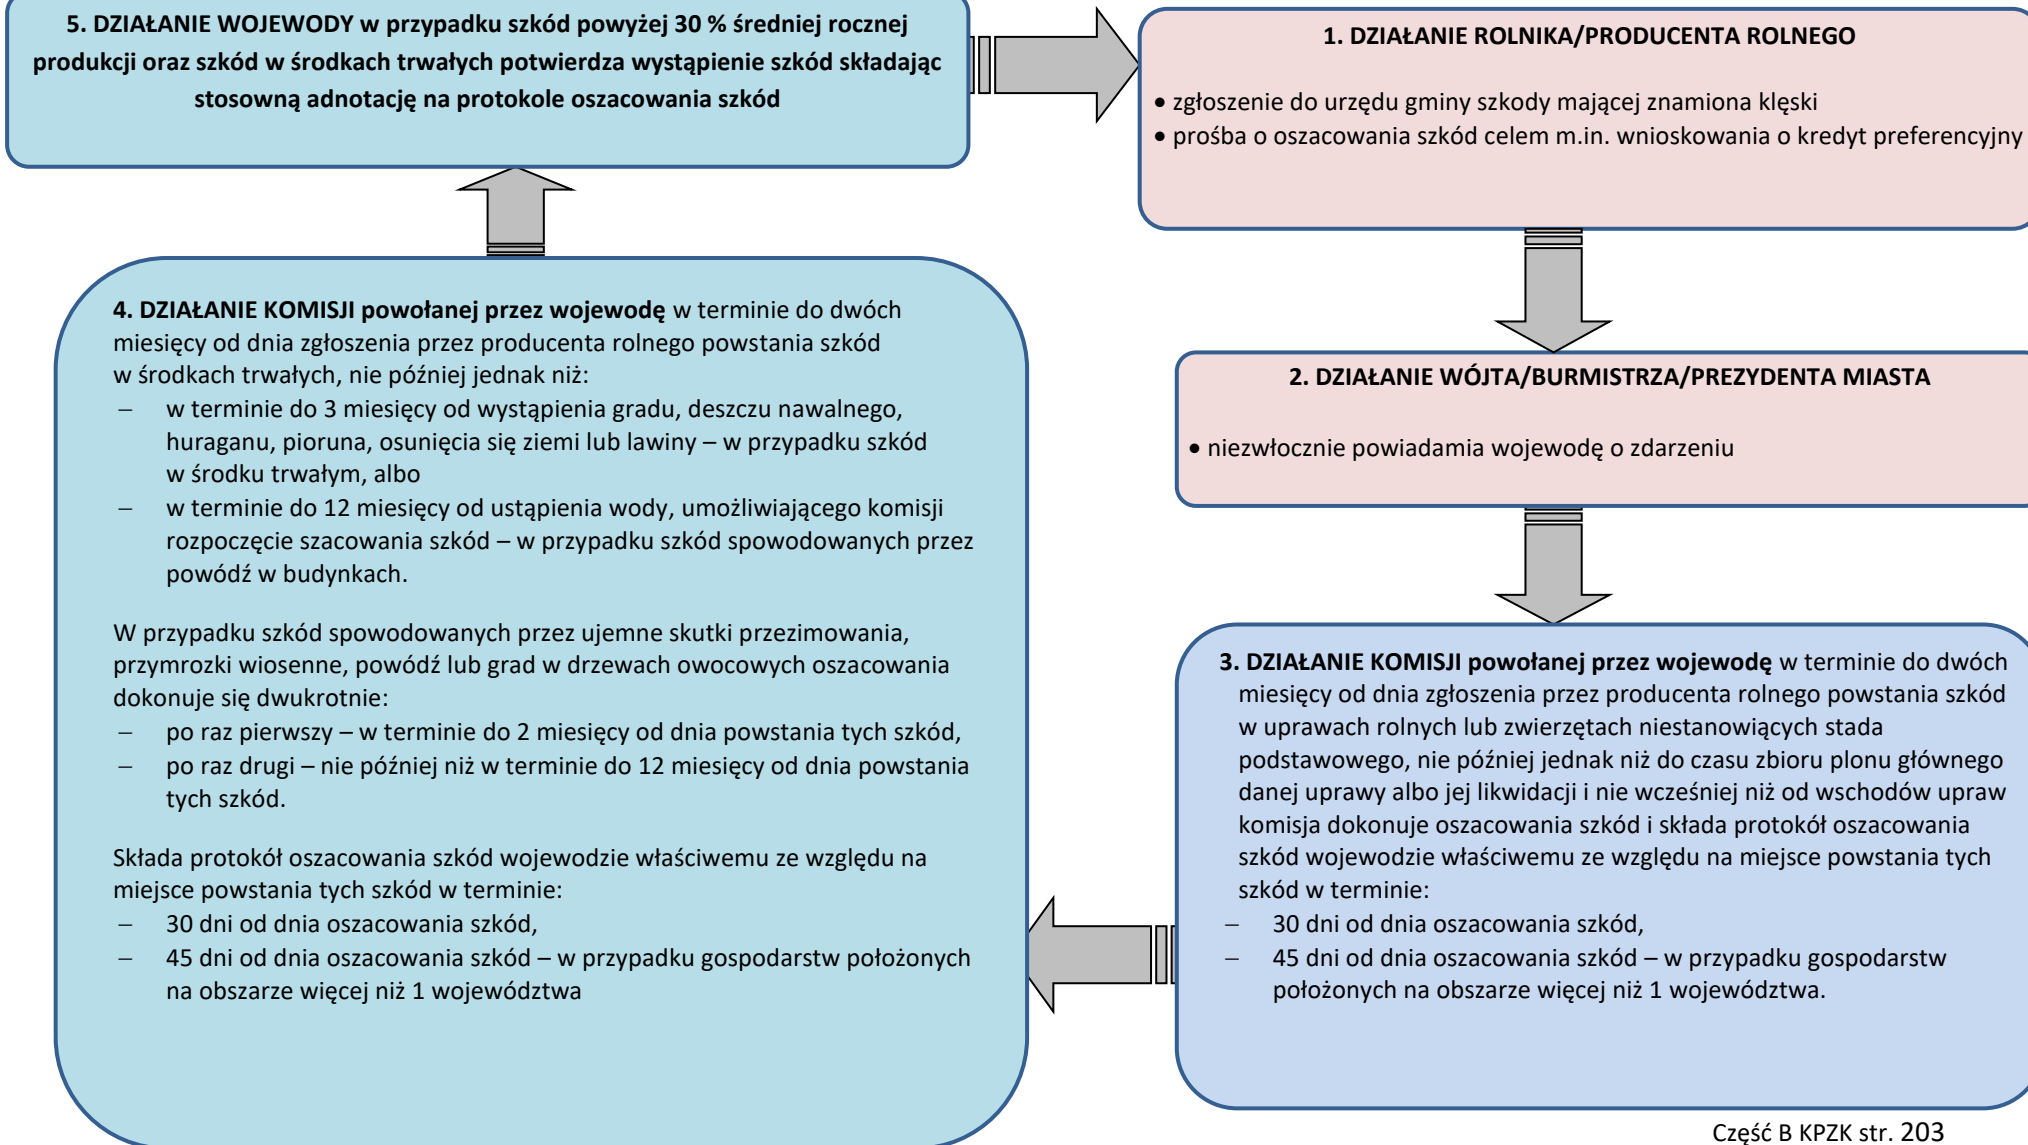 5. DZIAŁANIE WOJEWODY w przypadku szkód powyżej 30 % średniej rocznej
produkcji oraz szkód w środkach trwałych potwierdza wystąpienie szkód składając
stosowną adnotację na protokole oszacowania szkód
1. DZIAŁANIE ROLNIKA/PRODUCENTA ROLNEGO
• zgłoszenie do urzędu gminy szkody mającej znamiona klęski
• prośba o oszacowania szkód celem m.in. wnioskowania o kredyt preferencyjny
2. DZIAŁANIE WÓJTA/BURMISTRZA/PREZYDENTA MIASTA
• niezwłocznie powiadamia wojewodę o zdarzeniu
3. DZIAŁANIE KOMISJI powołanej przez wojewodę w terminie do dwóch
miesięcy od dnia zgłoszenia przez producenta rolnego powstania szkód
w uprawach rolnych lub zwierzętach niestanowiących stada
podstawowego, nie później jednak niż do czasu zbioru plonu głównego
danej uprawy albo jej likwidacji i nie wcześniej niż od wschodów upraw
komisja dokonuje oszacowania szkód i składa protokół oszacowania
szkód wojewodzie właściwemu ze względu na miejsce powstania tych
szkód w terminie:
– 30 dni od dnia oszacowania szkód,
– 45 dni od dnia oszacowania szkód – w przypadku gospodarstw
położonych na obszarze więcej niż 1 województwa.
4. DZIAŁANIE KOMISJI powołanej przez wojewodę w terminie do dwóch
miesięcy od dnia zgłoszenia przez producenta rolnego powstania szkód
w środkach trwałych, nie później jednak niż:
– w terminie do 3 miesięcy od wystąpienia gradu, deszczu nawalnego,
huraganu, pioruna, osunięcia się ziemi lub lawiny – w przypadku szkód
w środku trwałym, albo
– w terminie do 12 miesięcy od ustąpienia wody, umożliwiającego komisji
rozpoczęcie szacowania szkód – w przypadku szkód spowodowanych przez
powódź w budynkach.
W przypadku szkód spowodowanych przez ujemne skutki przezimowania,
przymrozki wiosenne, powódź lub grad w drzewach owocowych oszacowania
dokonuje się dwukrotnie:
– po raz pierwszy – w terminie do 2 miesięcy od dnia powstania tych szkód,
– po raz drugi – nie później niż w terminie do 12 miesięcy od dnia powstania
tych szkód.
Składa protokół oszacowania szkód wojewodzie właściwemu ze względu na
miejsce powstania tych szkód w terminie:
– 30 dni od dnia oszacowania szkód,
– 45 dni od dnia oszacowania szkód – w przypadku gospodarstw położonych
na obszarze więcej niż 1 województwa
Część B KPZK str. 203